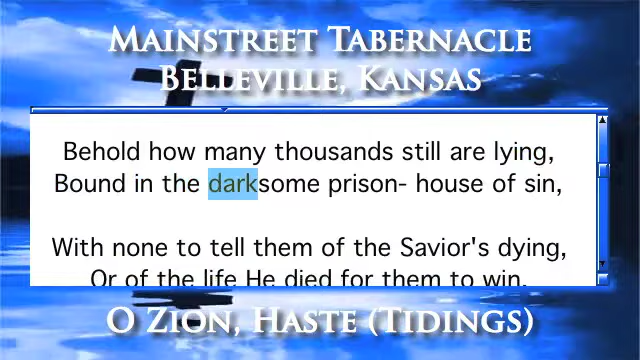 Mainstreet Tabernacle
Belleville, Kansas
Behold how many thousands still are lying,
Bound in the darksome prison- house of sin,
With none to tell them of the Savior's dying,
Or of the life He died for them to win.
O Zion, Haste (Tidings)